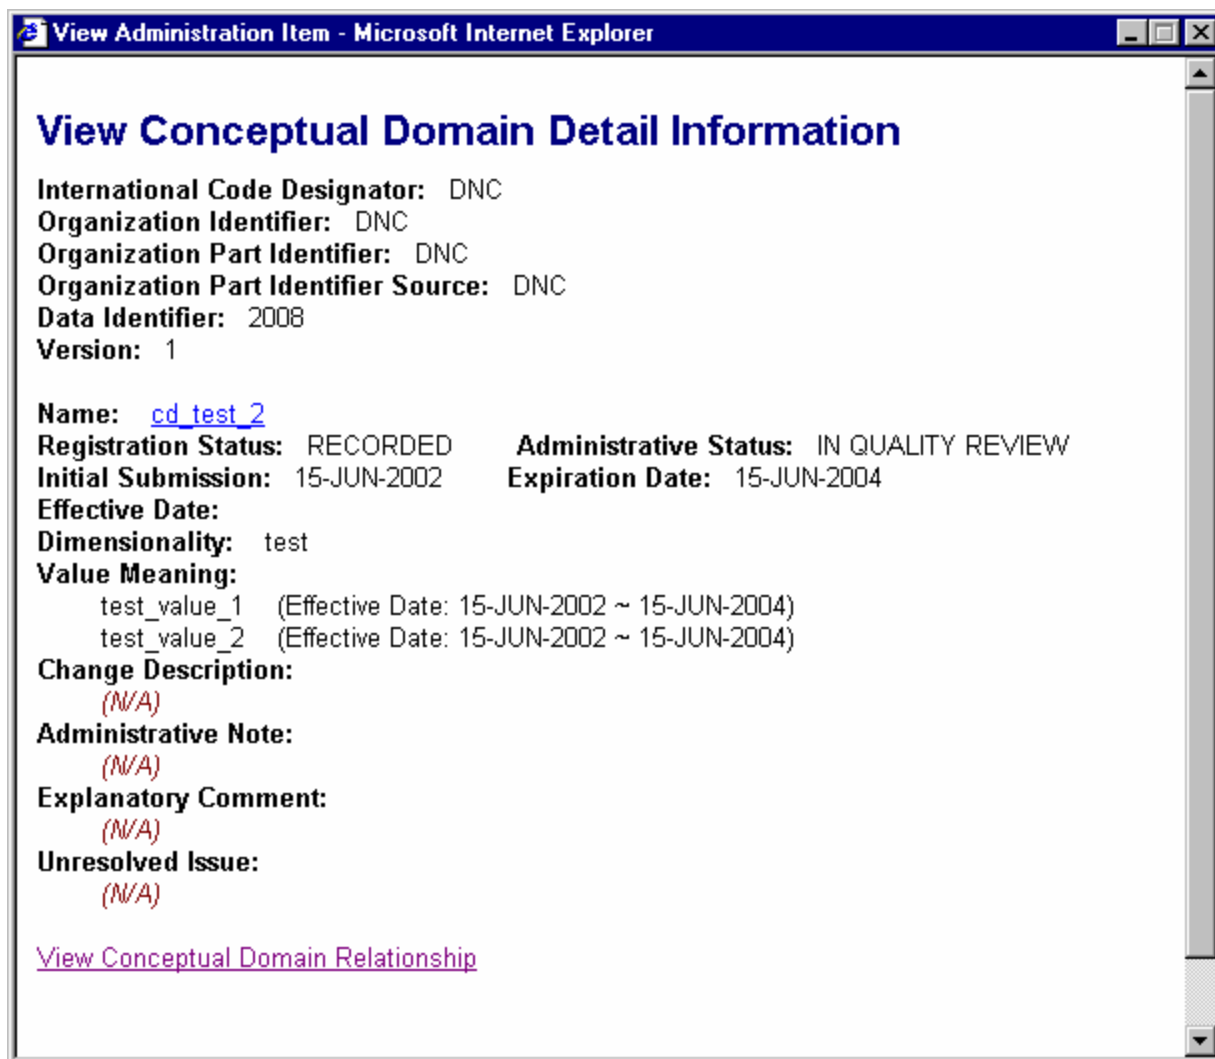 View Administration Item - Microsoft Internet Explorer
View Conceptual Domain Detail Information
International Code Designator: DNC
Organization Identifier: DNC
Organization Part Identifier: DNC
Organization Part Identifier Source: DNC
Data Identifier: 2008
Version: 1
Name: cd_test_2
Registration Status: RECORDED Administrative Status: IN QUALITY REVIEW
Initial Submission: 15-JUN-2002 Expiration Date: 15-JUN-2004
Effective Date:
Dimensionality: test
Value Meaning:
test_value_1 (Effective Date: 15-JUN-2002 ~ 15-JUN-2004)
test_value_2 (Effective Date: 15-JUN-2002 ~ 15-JUN-2004)
Change Description:
(N/A)
Administrative Note:
(N/A)
Explanatory Comment:
(N/A)
Unresolved Issue:
(N/A)
View Conceptual Domain Relationship